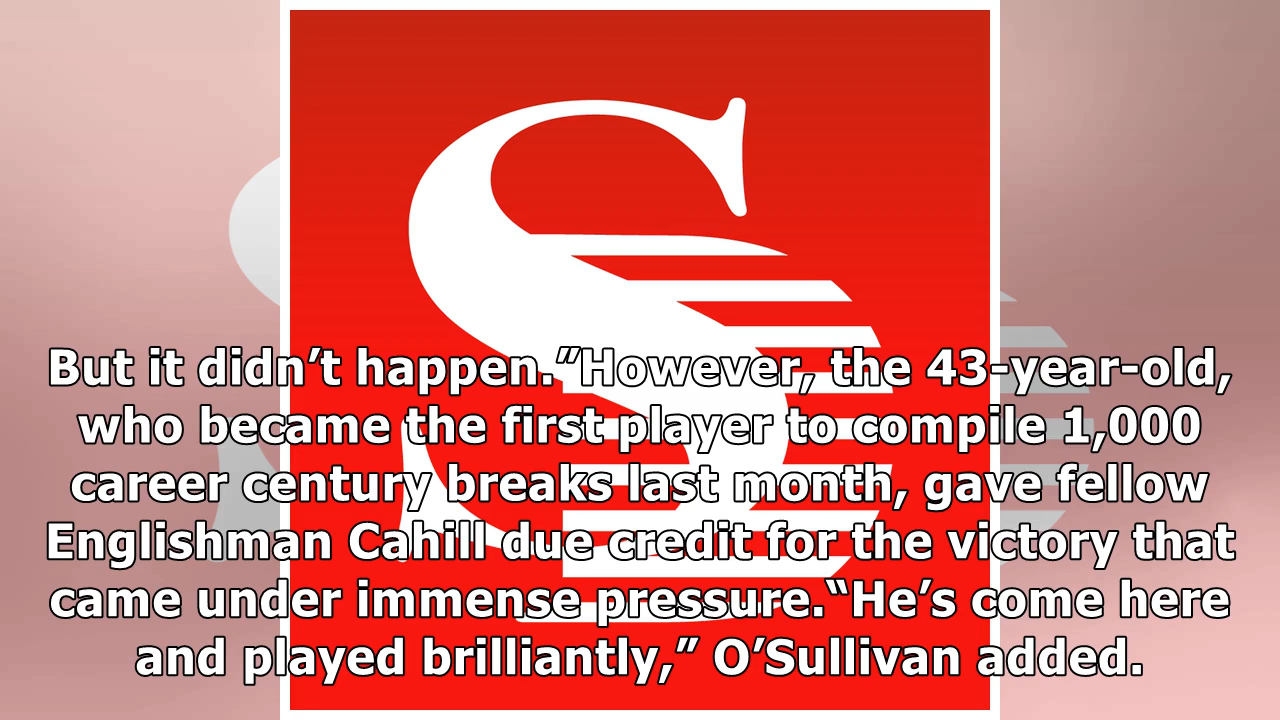 But it didn’t happen.”However, the 43-year-old,
who became the first player to compile 1,000
career century breaks last month, gave fellow
Englishman Cahill due credit for the victory that
came under immense pressure.“He’s come here
and played brilliantly,” O’Sullivan added.